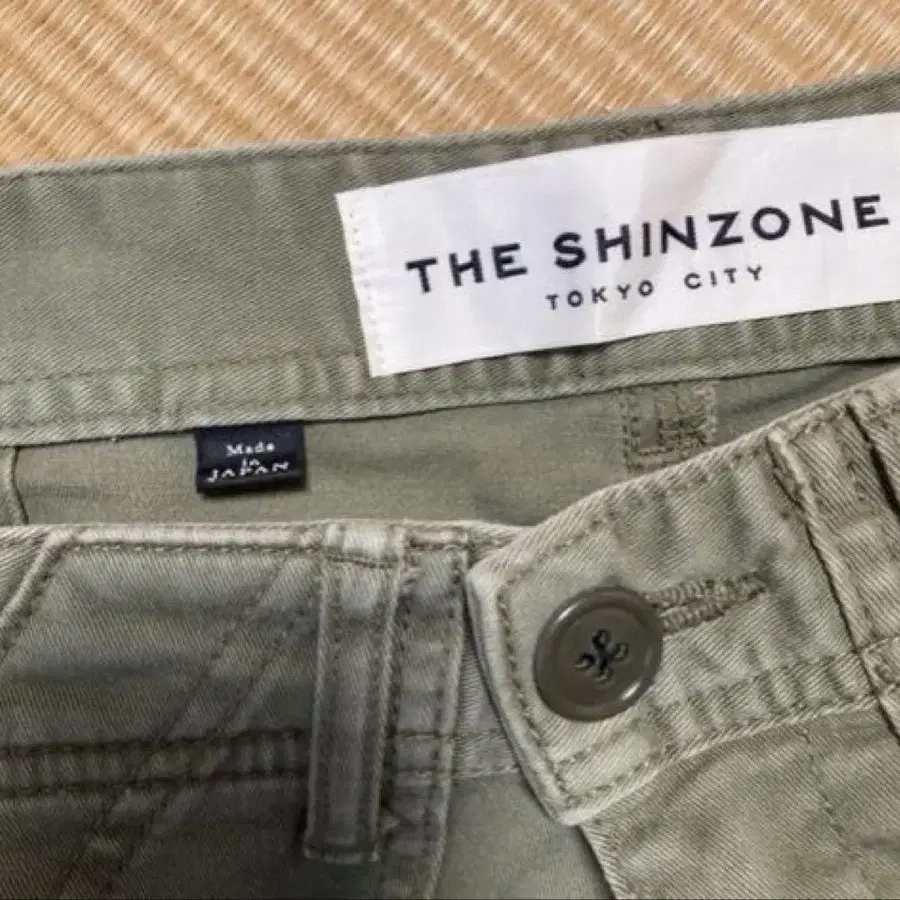 THE SHINZONE
TOKYO CITY
Made
in
JAPAN